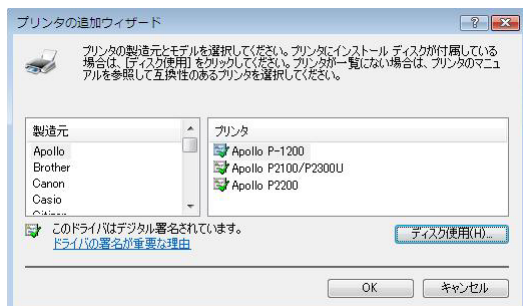 プリンタの追加ウィザード
プリンタの製造元とモデルを選択してください。プリンタにインストール ディスクが付属している
場合は、[ディスク使用] をクリックしてください。プリンタが一覧にない場合は、プリンタのマニュ
アルを参照して互換性のあるプリンタを選択してください。
製造元
Apollo
Brother
Canon
Casio
Citizen
プリンタ
Apollo P-1200
Apollo P2100/P2300U
Apollo P2200
このドライバはデジタル署名されています。
ドライバの署名が重要な理由
ディスク使用(H)...
OK
キャンセル